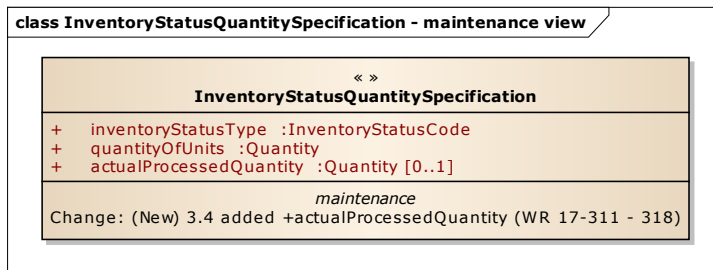 class InventoryStatusQuantitySpecification - maintenance view
« »
InventoryStatusQuantitySpecification
+ inventoryStatusType :InventoryStatusCode
+ quantityOfUnits :Quantity
+ actualProcessedQuantity :Quantity [0..1]
maintenance
Change: (New) 3.4 added +actualProcessedQuantity (WR 17-311 - 318)